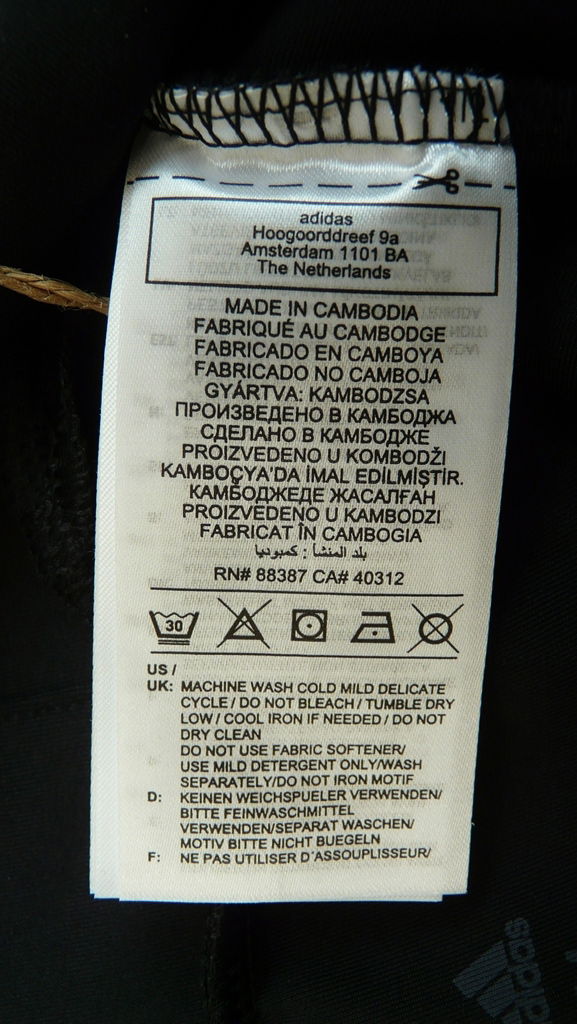 adidas
Hoogoorddreef 9a
Amsterdam 1101 BA
The Netherlands
MADE IN CAMBODIA
FABRIQUÉ AU CAMBODGE
FABRICADO EN CAMBOYA
FABRICADO NO CAMBOJA
GYÁRTVA: KAMBODZSA
ПРОИЗВЕДЕНО В КАМБОДЖА
СДЕЛАНО В КАМБОДЖЕ
PROIZVEDENO U KOMBODŽI
KAMBOÇYA'DA İMAL EDİLMİŞTİR.
КАМБОДЖЕДЕ ЖАСАЛҒАН
PROIZVEDENO U KAMBODZI
FABRICAT ÎN CAMBOGIA
بلد المنشأ : كمبوديا
RN# 88387 CA# 40312
30
US /
UK: MACHINE WASH COLD MILD DELICATE
CYCLE / DO NOT BLEACH / TUMBLE DRY
LOW / COOL IRON IF NEEDED / DO NOT
DRY CLEAN
DO NOT USE FABRIC SOFTENER/
USE MILD DETERGENT ONLY/WASH
SEPARATELY/DO NOT IRON MOTIF
D: KEINEN WEICHSPUELER VERWENDEN/
BITTE FEINWASCHMITTEL
VERWENDEN/SEPARAT WASCHEN/
MOTIV BITTE NICHT BUEGELN
F: NE PAS UTILISER D'ASSOUPLISSEUR/
adidas